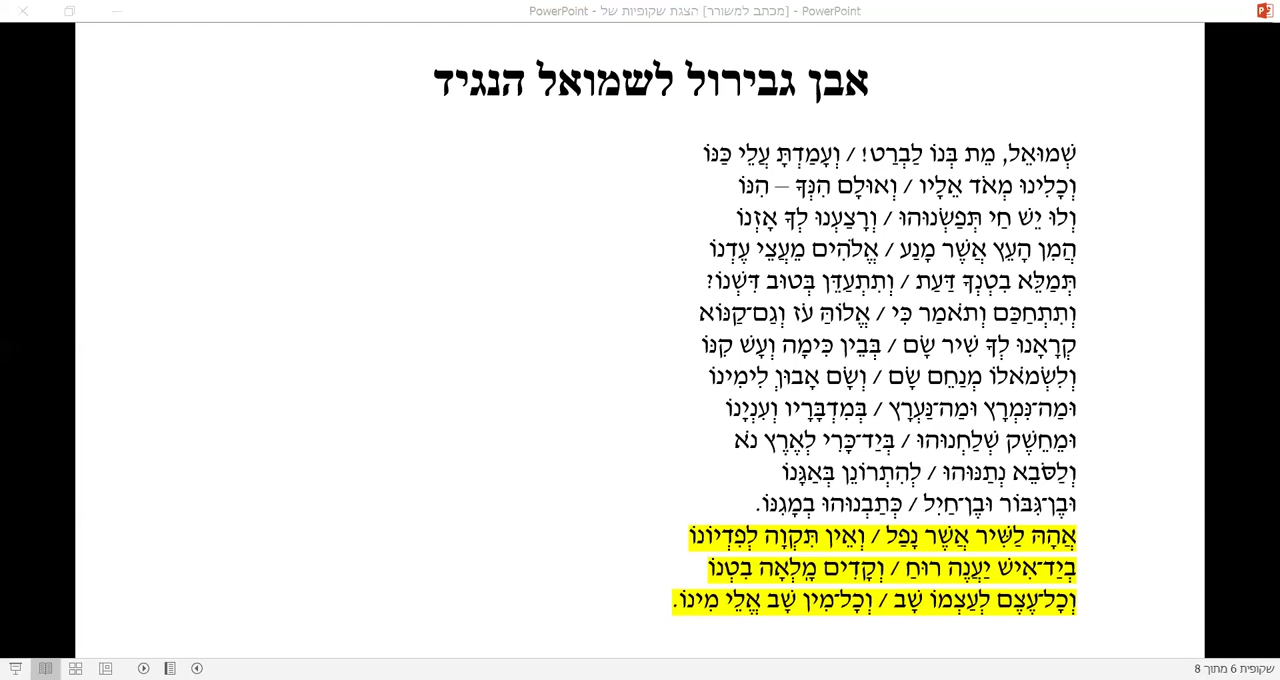 PowerPoint - [מכתב למשורר] הצגת שקופיות של - PowerPoint
אבן גבירול לשמואל הנגיד
שְׁמוּאֵל, מֵת בְּנוֹ לַבְרַט! / וְעָמַדְתָּ עֲלֵי כַּנּוֹ
וְכָלִינוּ מְאֹד אֵלָיו / וְאוּלָם הִנְּךָ – הִנּוֹ
וְלוּ יֵשׁ חַי תְּפַשְׂנוּהוּ / וְרָצַעְנוּ לְךָ אָזְנוֹ
הֲמִן הָעֵץ אֲשֶׁר מָנַע / אֱלֹהִים מֵעֲצֵי עֶדְנוֹ
תְּמַלֵּא בִטְנְךָ דַּעַת / וְתִתְעַדֵּן בְּטוּב דִּשְׁנוֹ?
וְתִתְחַכַּם וְתֹאמַר כִּי / אֱלוֹהַּ עֹז וְגַם־קַנּוֹא
קְרָאָנוּ לְךָ שִׁיר שָׂם / בְּבֵין כִּימָה וְעָשׁ קִנּוֹ
וְלִשְׂמֹאלוֹ מְנַחֵם שָׂם / וְשָׂם אָבוּן לִימִינוֹ
וּמַה־נִּמְרָץ וּמַה־נַּעְרָץ / בְּמִדְבָּרָיו וְעִנְיָנוֹ
וּמֵחֵשֶׁק שְׁלַחְנוּהוּ / בְּיַד־כָּרִי לְאֶרֶץ נֹא
וְלַסֹּבֵא נְתַנּוּהוּ / לְהִתְרוֹנֵן בְּאַגָּנוֹ
וּבֶן־גִּבּוֹר וּבֶן־חַיִל / כְּתַבְנוּהוּ בְמָגִנּוֹ.
אֲהָהּ לַשִּׁיר אֲשֶׁר נָפַל / וְאֵין תִּקְוָה לְפִדְיוֹנוֹ
בְּיַד־אִישׁ יַעֲנֶה רוּחַ / וְקָדִים מָלְאָה בִטְנוֹ
וְכָל־עֶצֶם לְעַצְמוֹ שָׁב / וְכָל־מִין שָׁב אֱלֵי מִינוֹ.
שקופית 6 מתוך 8